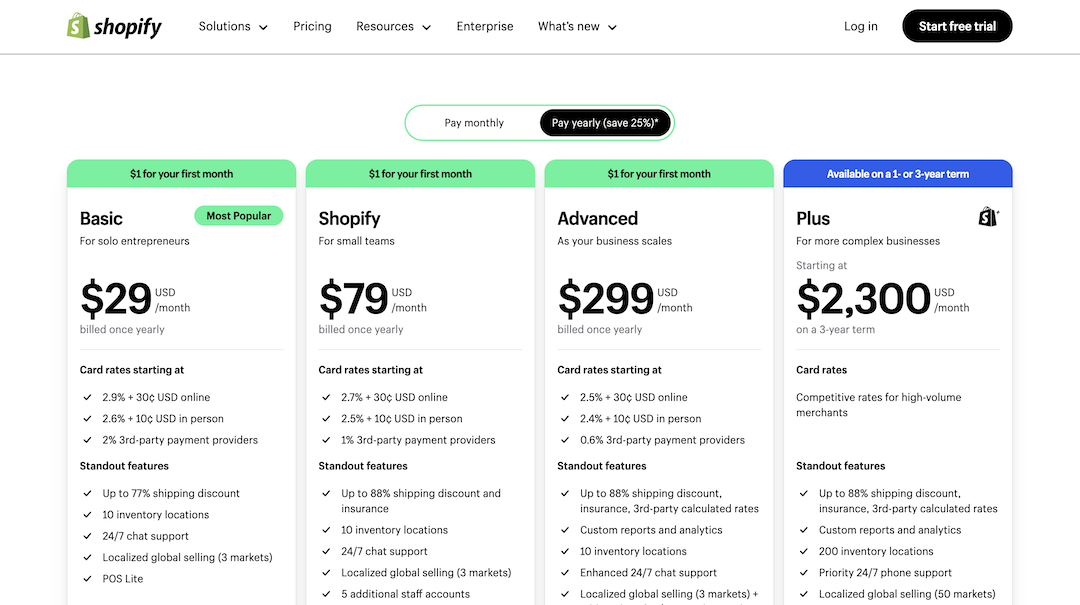 shopify
Solutions
Pricing
Resources
Enterprise
What's new
Log in
Start free trial
Pay monthly
Pay yearly (save 25%)*
$1 for your first month
Basic
Most Popular
For solo entrepreneurs
$29 USD
/month
billed once yearly
Card rates starting at
2.9% + 30¢ USD online
2.6% + 10¢ USD in person
2% 3rd-party payment providers
Standout features
Up to 77% shipping discount
10 inventory locations
24/7 chat support
Localized global selling (3 markets)
POS Lite
$1 for your first month
Shopify
For small teams
$79 USD
/month
billed once yearly
Card rates starting at
2.7% + 30¢ USD online
2.5% + 10¢ USD in person
1% 3rd-party payment providers
Standout features
Up to 88% shipping discount and
insurance
10 inventory locations
24/7 chat support
Localized global selling (3 markets)
5 additional staff accounts
$1 for your first month
Advanced
As your business scales
$299 USD
/month
billed once yearly
Card rates starting at
2.5% + 30¢ USD online
2.4% + 10¢ USD in person
0.6% 3rd-party payment providers
Standout features
Up to 88% shipping discount,
insurance, 3rd-party calculated rates
Custom reports and analytics
10 inventory locations
Enhanced 24/7 chat support
Localized global selling (3 markets) +
Available on a 1- or 3-year term
Plus
For more complex businesses
Starting at
$2,300 USD
/month
on a 3-year term
Card rates
Competitive rates for high-volume
merchants
Standout features
Up to 88% shipping discount,
insurance, 3rd-party calculated rates
Custom reports and analytics
200 inventory locations
Priority 24/7 phone support
Localized global selling (50 markets)